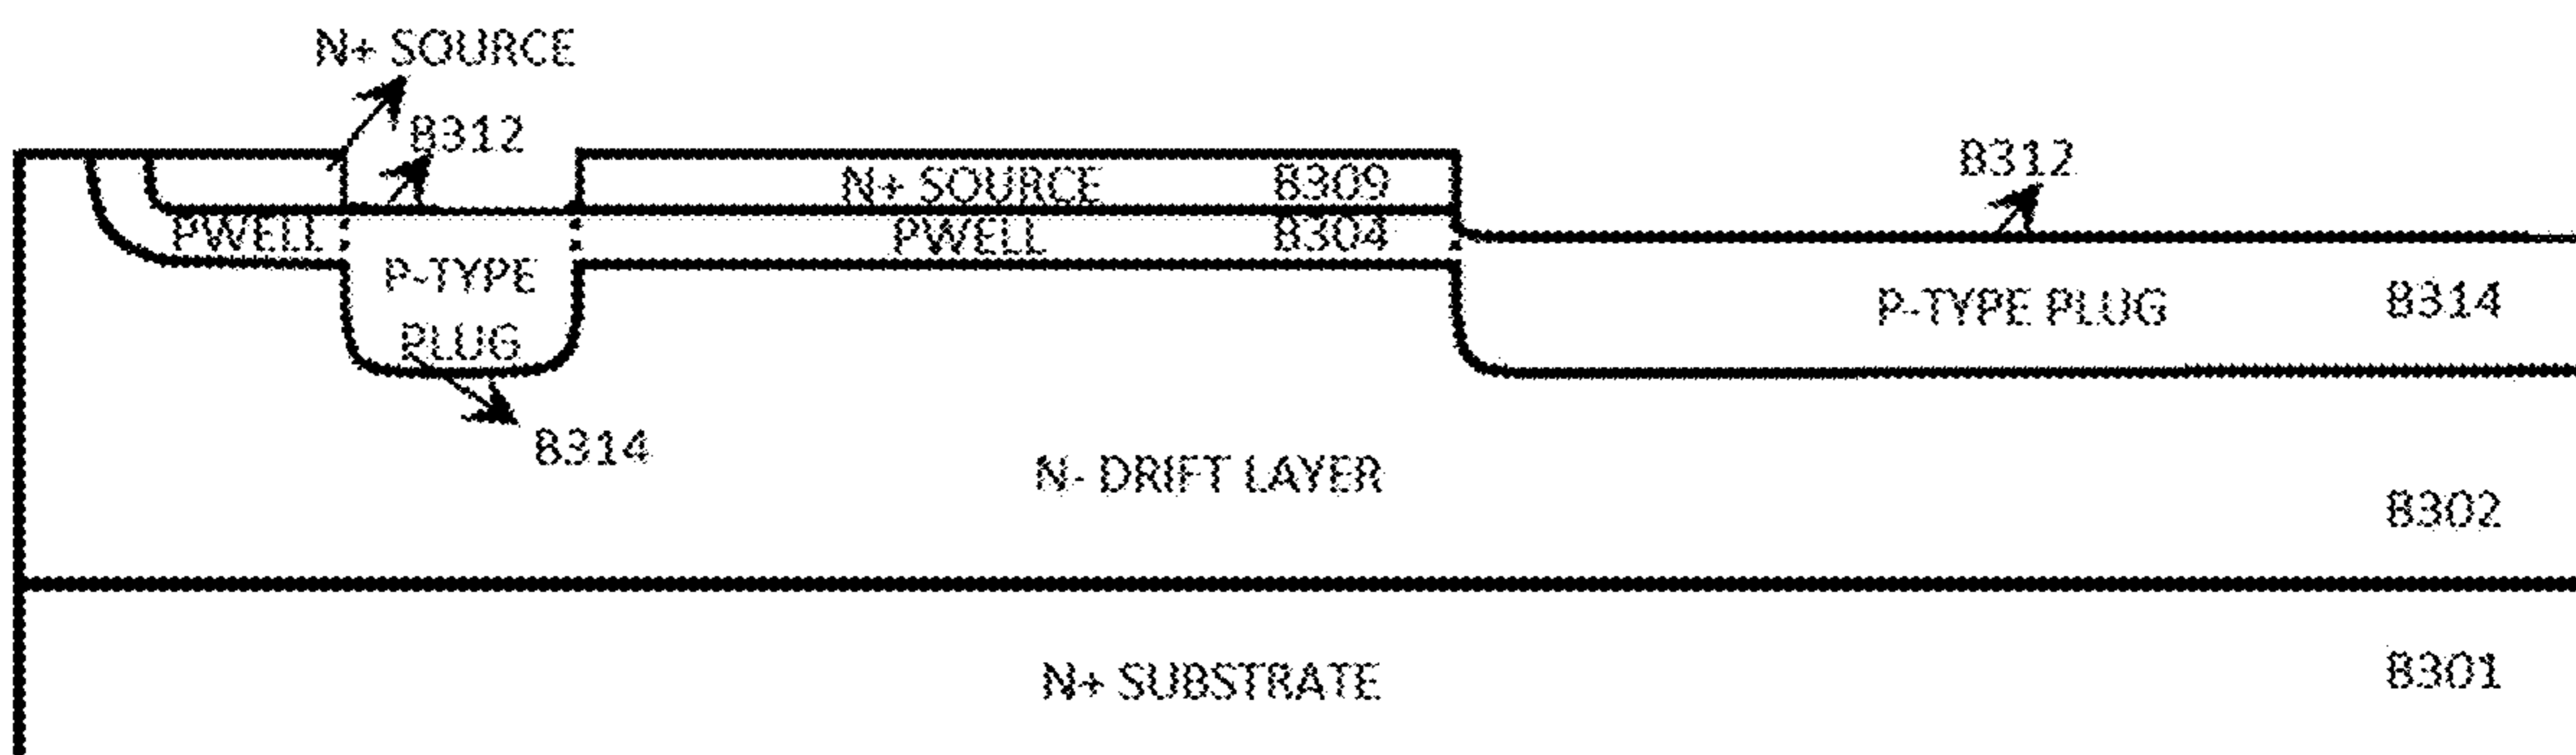 N+ SOURCE
B312
B312
N+ SOURCE B309
PWELL
PWELL B304
P-TYPE
PLUG
P-TYPE PLUG B314
B314
N- DRIFT LAYER
B302
N+ SUBSTRATE B301